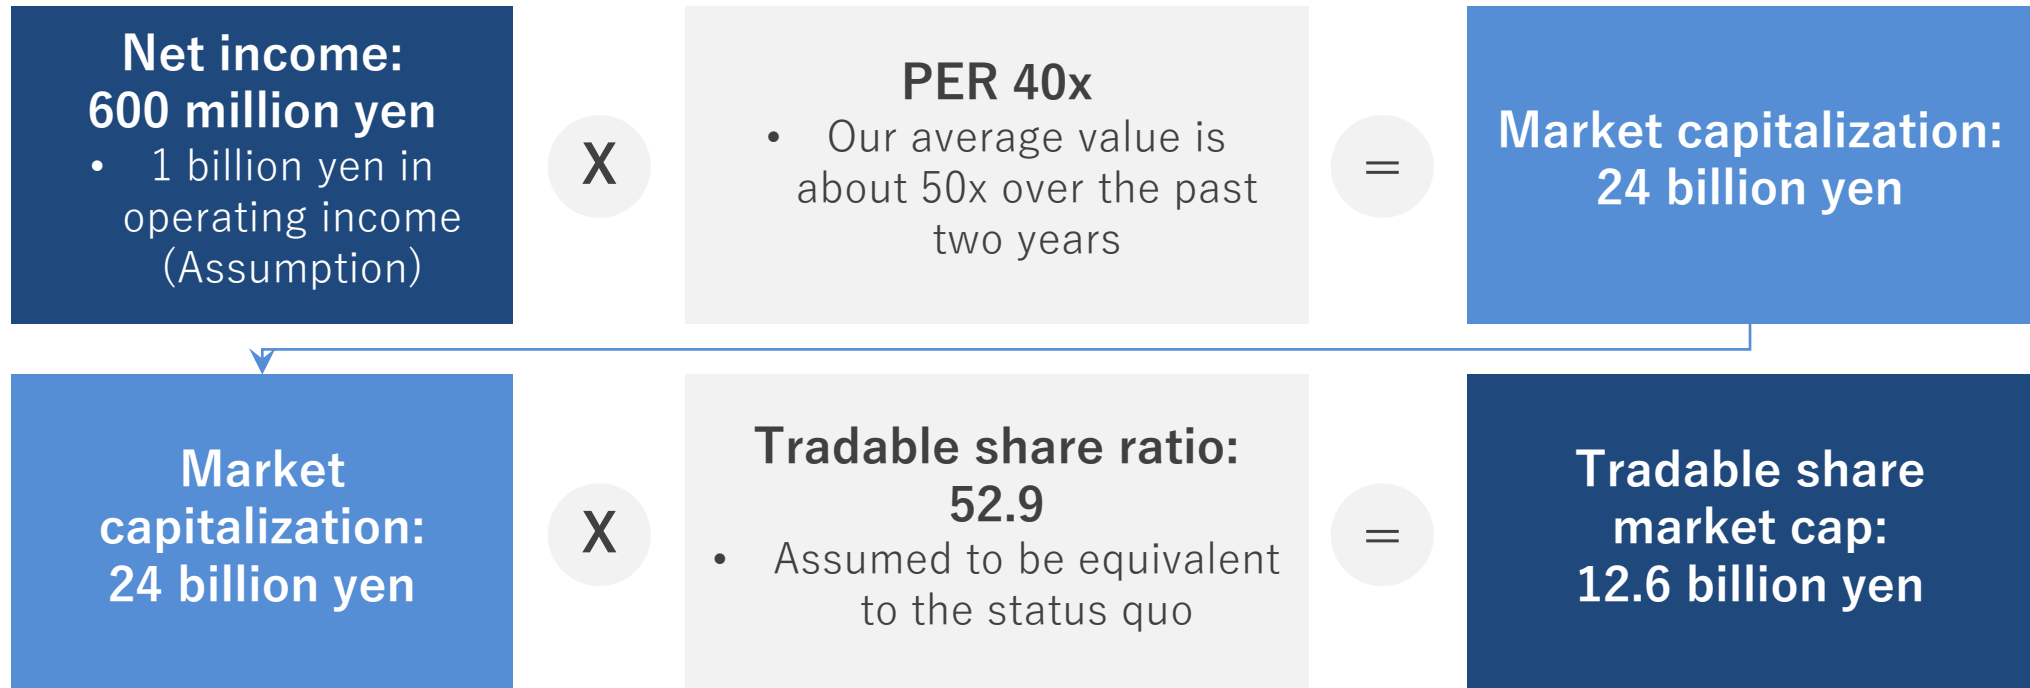 Net income:
600 million yen
• 1 billion yen in
operating income
(Assumption)
X
PER 40x
• Our average value is
about 50x over the past
two years
=
Market capitalization:
24 billion yen
Market
capitalization:
24 billion yen
X
Tradable share ratio:
52.9
• Assumed to be equivalent
to the status quo
=
Tradable share
market cap:
12.6 billion yen